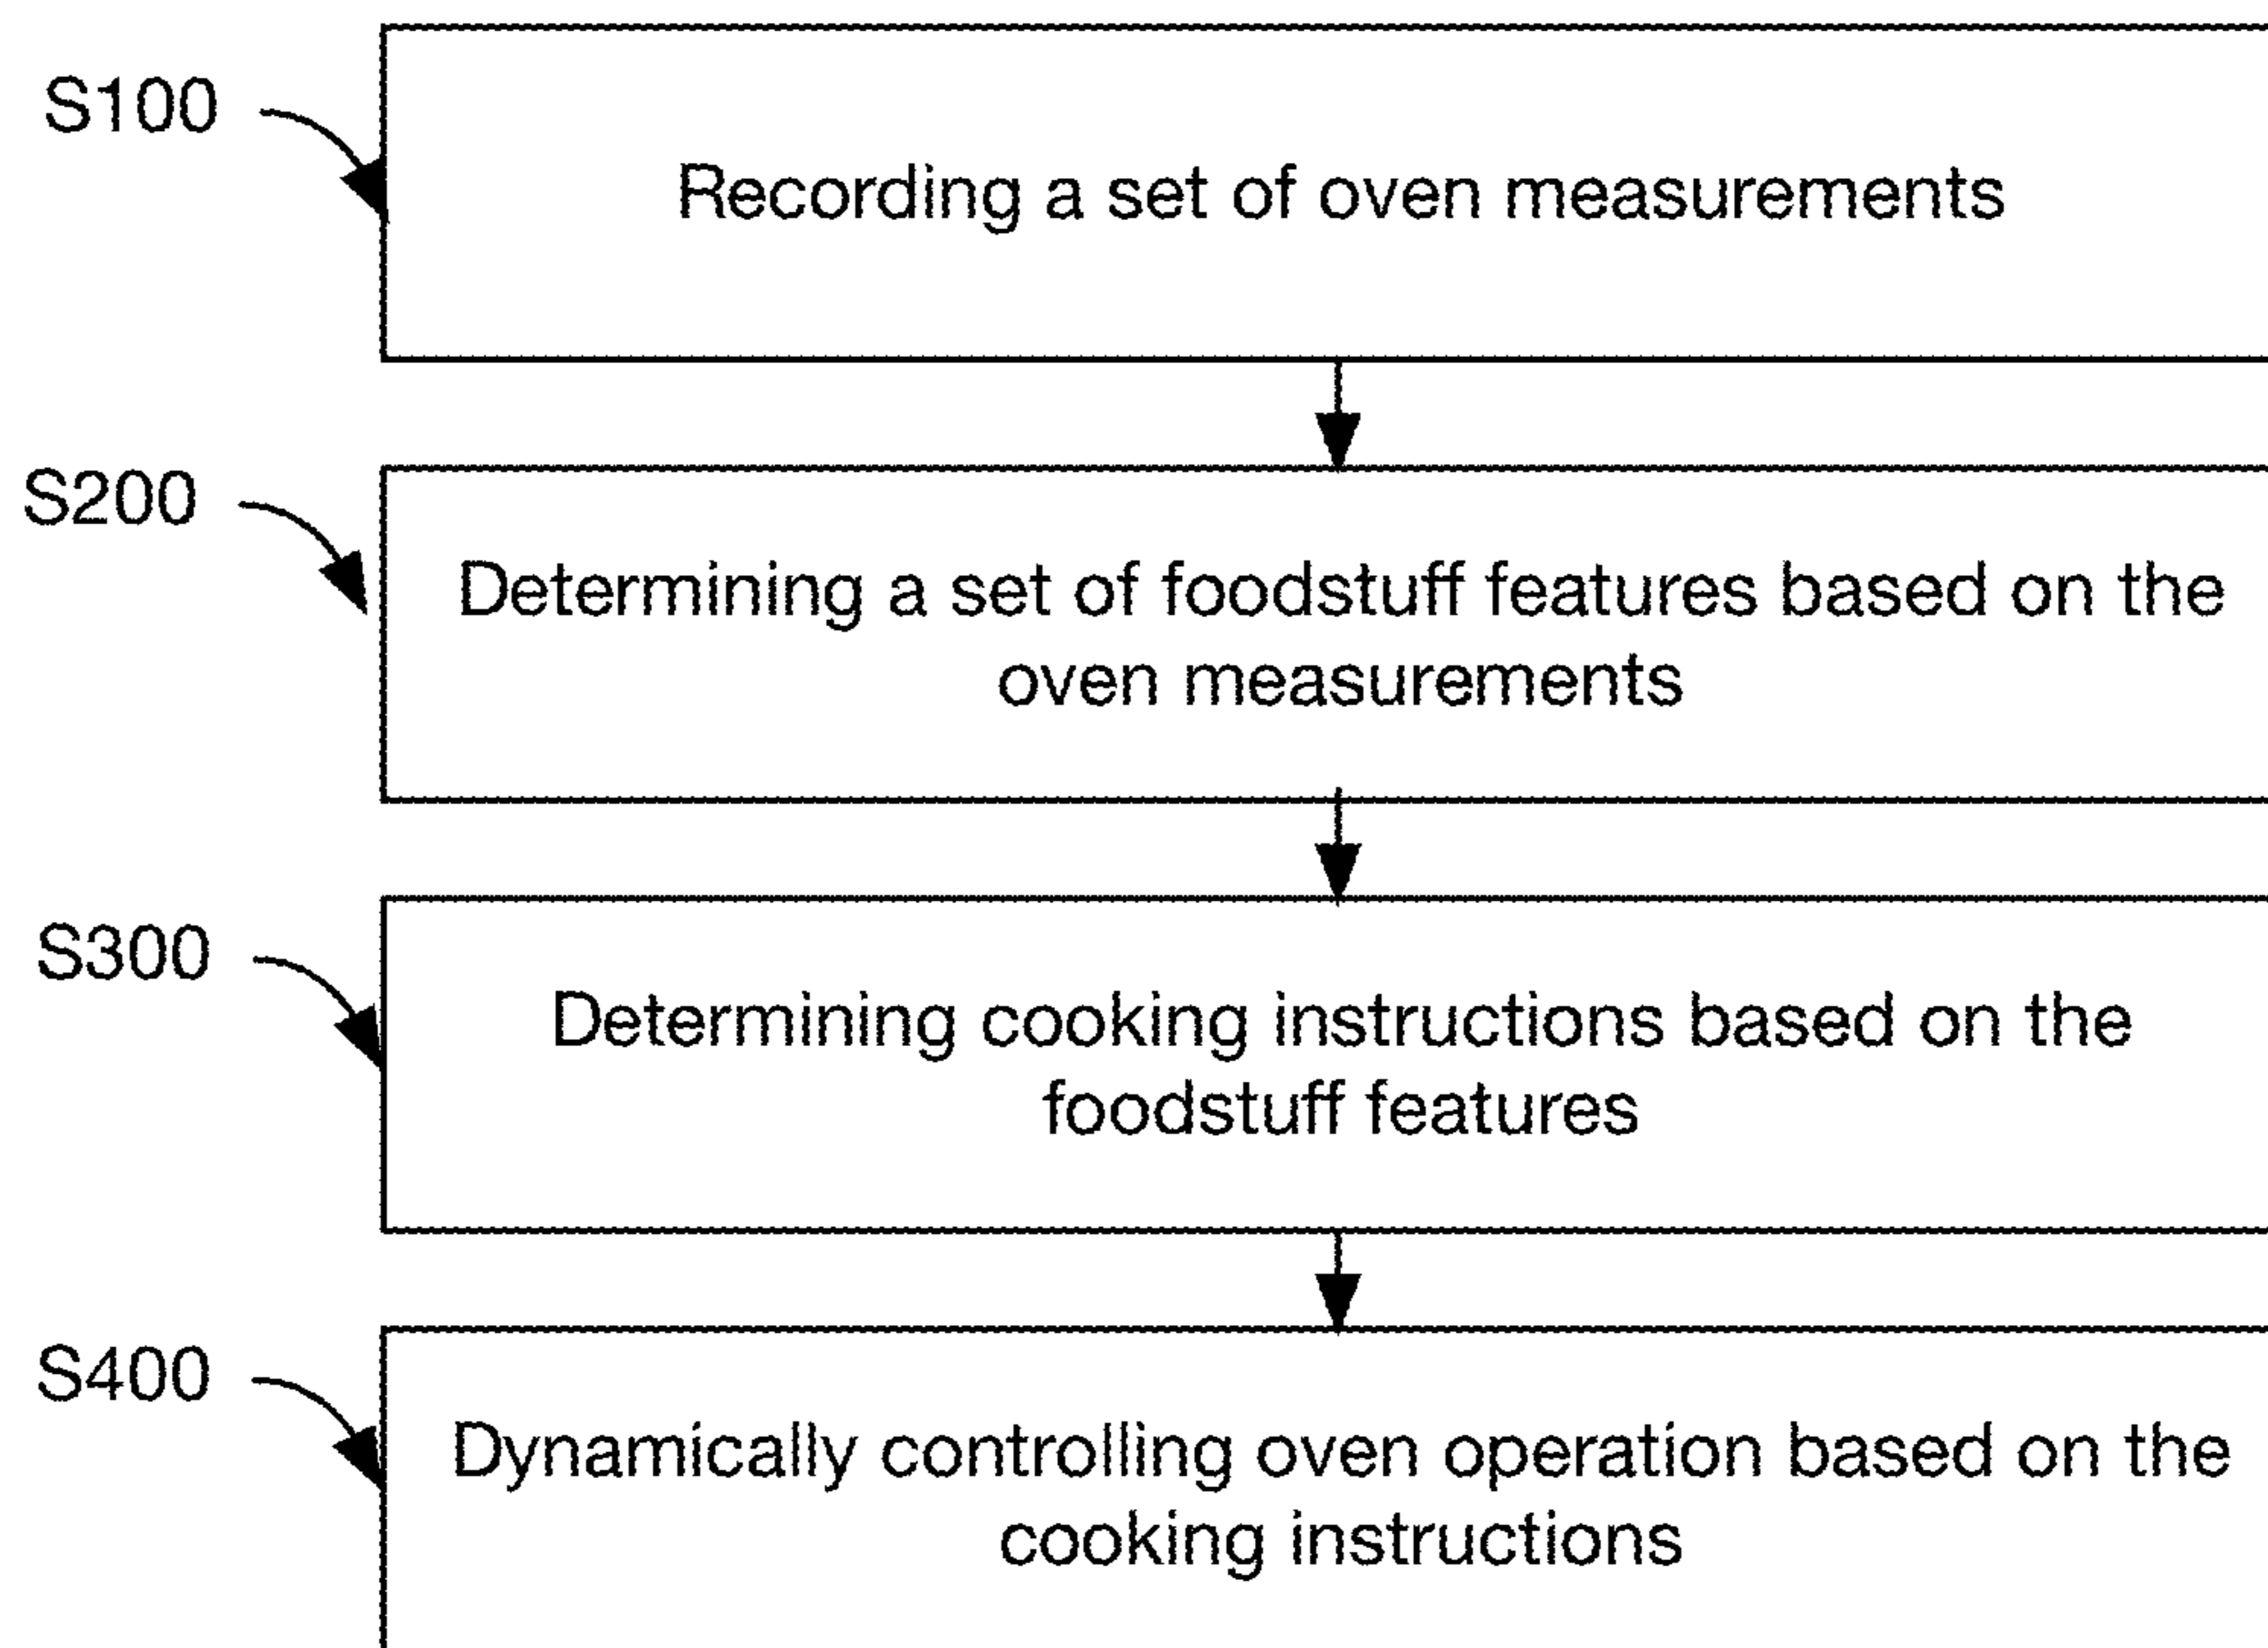 S100
Recording a set of oven measurements
S200
Determining a set of foodstuff features based on the
oven measurements
S300
Determining cooking instructions based on the
foodstuff features
S400
Dynamically controlling oven operation based on the
cooking instructions